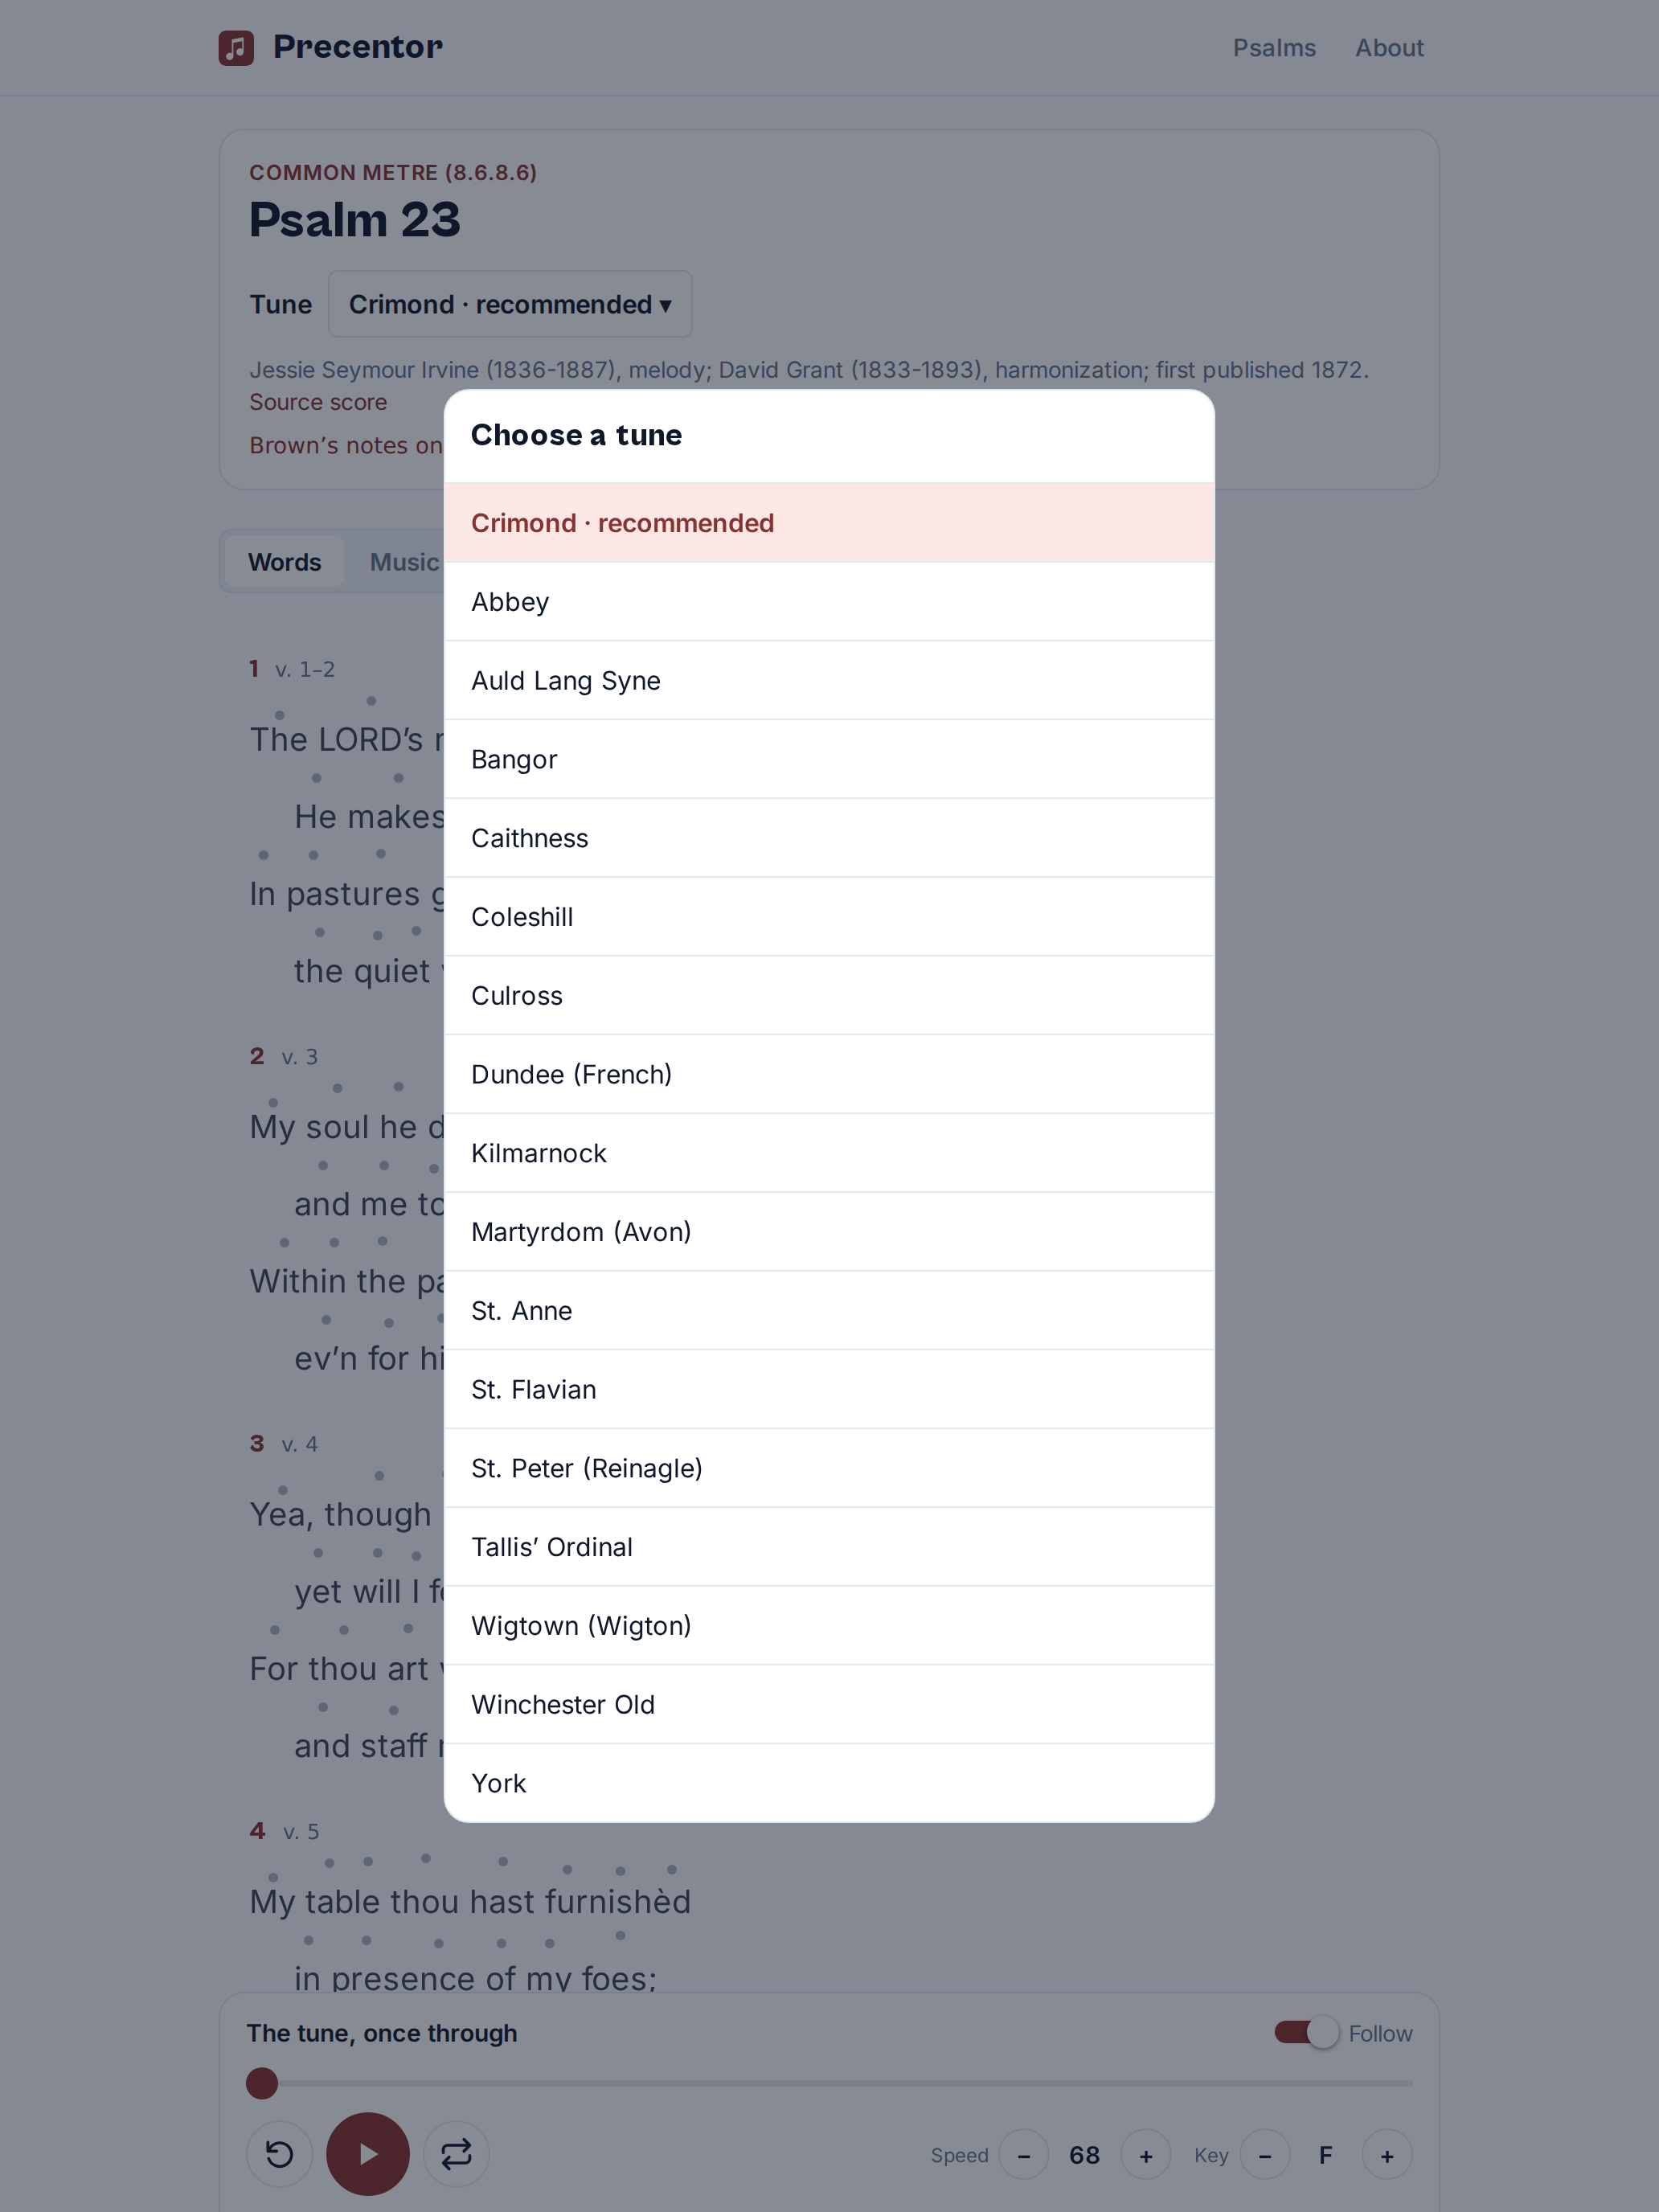 Precentor
Psalms
About
COMMON METRE (8.6.8.6)
Psalm 23
Tune
Crimond · recommended ▾
Jessie Seymour Irvine (1836-1887), melody; David Grant (1833-1893), harmonization; first published 1872.
Source score
Brown’s notes on
Choose a tune
Crimond · recommended
Abbey
Auld Lang Syne
Bangor
Caithness
Coleshill
Culross
Dundee (French)
Kilmarnock
Martyrdom (Avon)
St. Anne
St. Flavian
St. Peter (Reinagle)
Tallis’ Ordinal
Wigtown (Wigton)
Winchester Old
York
Words
Music
1 v. 1–2
The LORD’s
He makes
In pastures
the quiet
2 v. 3
My soul he
and me
Within the
ev’n for
3 v. 4
Yea, though
yet will I
For thou art
and staff
4 v. 5
My table thou hast furnishèd
in presence of my foes;
The tune, once through
Follow
Speed − 68 +
Key − F +